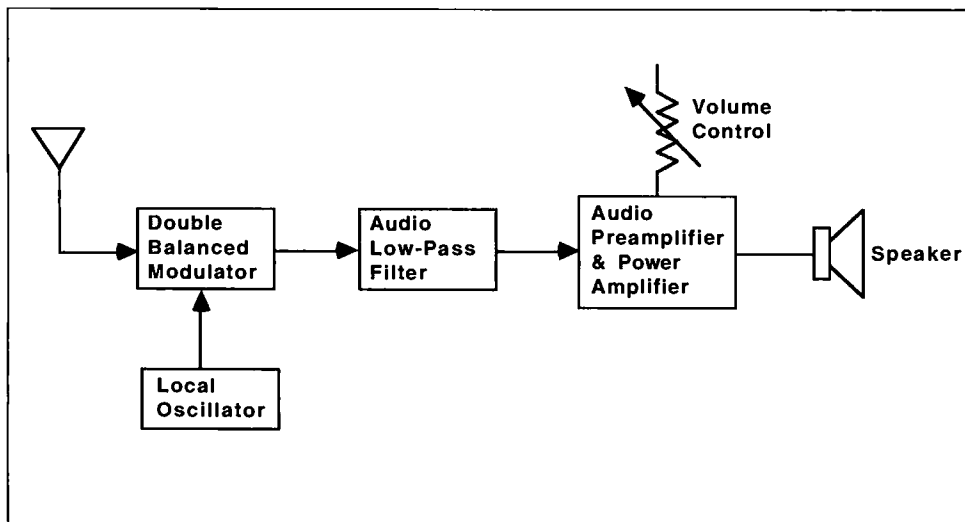 Volume
Control
Double
Balanced
Modulator
Audio
Low-Pass
Filter
Audio
Preamplifier
& Power
Amplifier
Speaker
Local
Oscillator